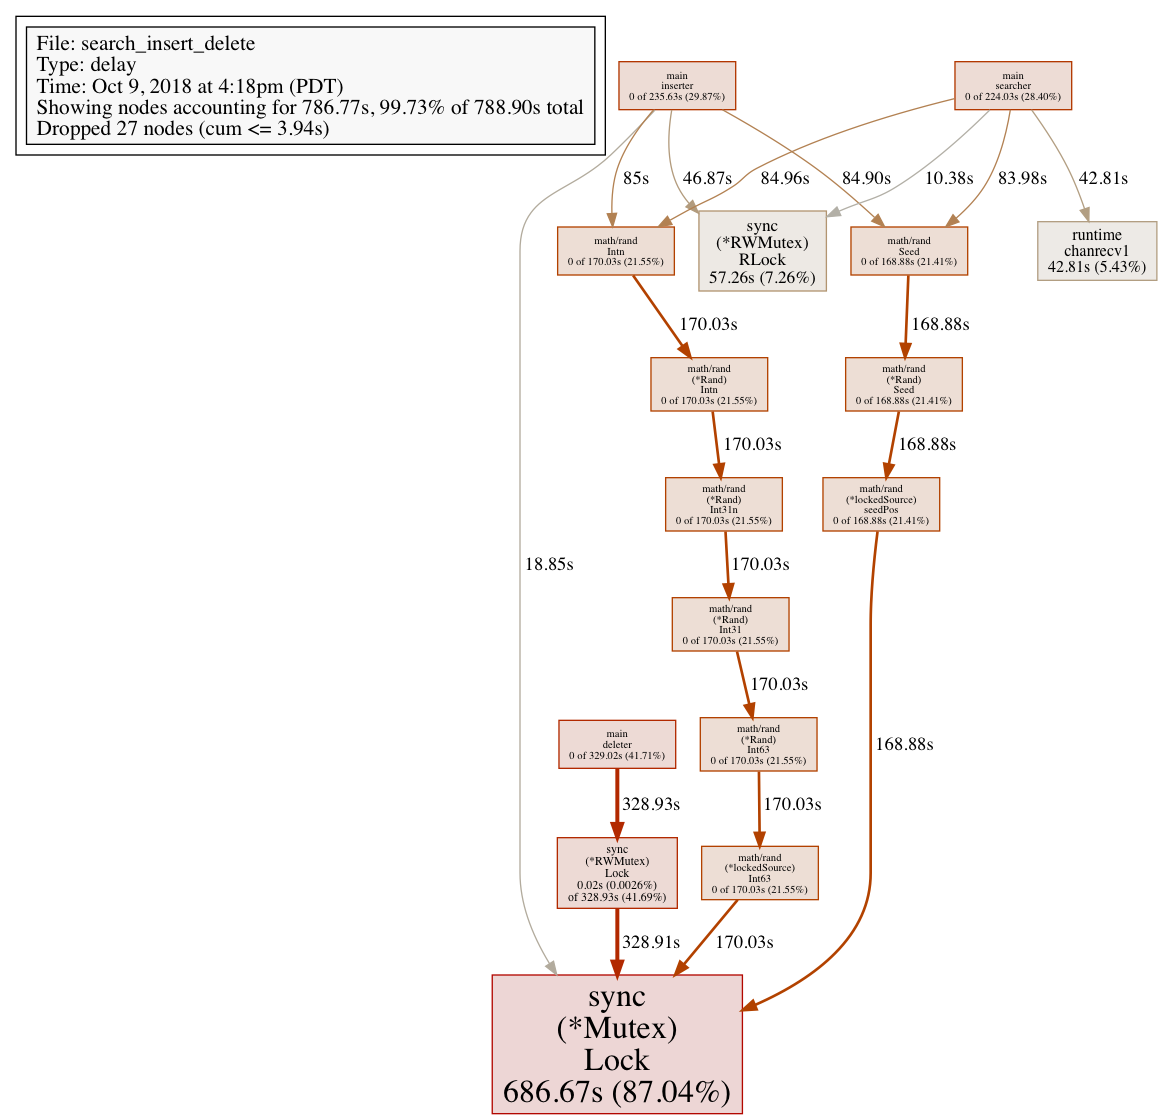 File: search_insert_delete
Type: delay
Time: Oct 9, 2018 at 4:18pm (PDT)
Showing nodes accounting for 786.77s, 99.73% of 788.90s total
Dropped 27 nodes (cum <= 3.94s)
main
inserter
0 of 235.63s (29.87%)
main
searcher
0 of 224.03s (28.40%)
85s
46.87s
84.96s
84.90s
10.38s
83.98s
42.81s
math/rand
Intn
0 of 170.03s (21.55%)
sync
(*RWMutex)
RLock
57.26s (7.26%)
math/rand
Seed
0 of 168.88s (21.41%)
runtime
chanrecv1
42.81s (5.43%)
170.03s
168.88s
math/rand
(*Rand)
Intn
0 of 170.03s (21.55%)
math/rand
(*Rand)
Seed
0 of 168.88s (21.41%)
170.03s
168.88s
math/rand
(*Rand)
Int31n
0 of 170.03s (21.55%)
math/rand
(*lockedSource)
seedPos
0 of 168.88s (21.41%)
18.85s
170.03s
math/rand
(*Rand)
Int31
0 of 170.03s (21.55%)
170.03s
main
deleter
0 of 329.02s (41.71%)
math/rand
(*Rand)
Int63
0 of 170.03s (21.55%)
168.88s
328.93s
170.03s
sync
(*RWMutex)
Lock
0.02s (0.0026%)
of 328.93s (41.69%)
math/rand
(*lockedSource)
Int63
0 of 170.03s (21.55%)
328.91s
170.03s
sync
(*Mutex)
Lock
686.67s (87.04%)